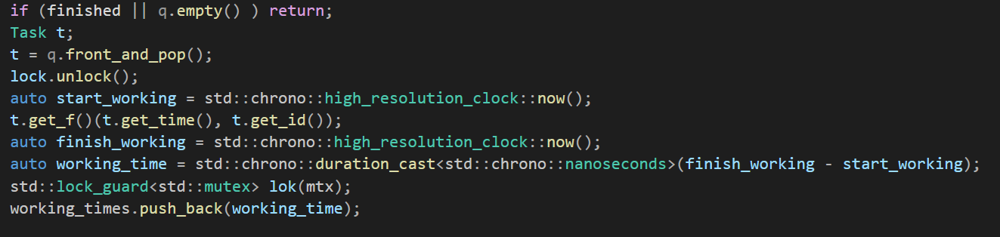 if (finished || q.empty() ) return;
Task t;
t = q.front_and_pop();
lock.unlock();
auto start_working = std::chrono::high_resolution_clock::now();
t.get_f()(t.get_time(), t.get_id());
auto finish_working = std::chrono::high_resolution_clock::now();
auto working_time = std::chrono::duration_cast<std::chrono::nanoseconds>(finish_working - start_working);
std::lock_guard<std::mutex> lok(mtx);
working_times.push_back(working_time);